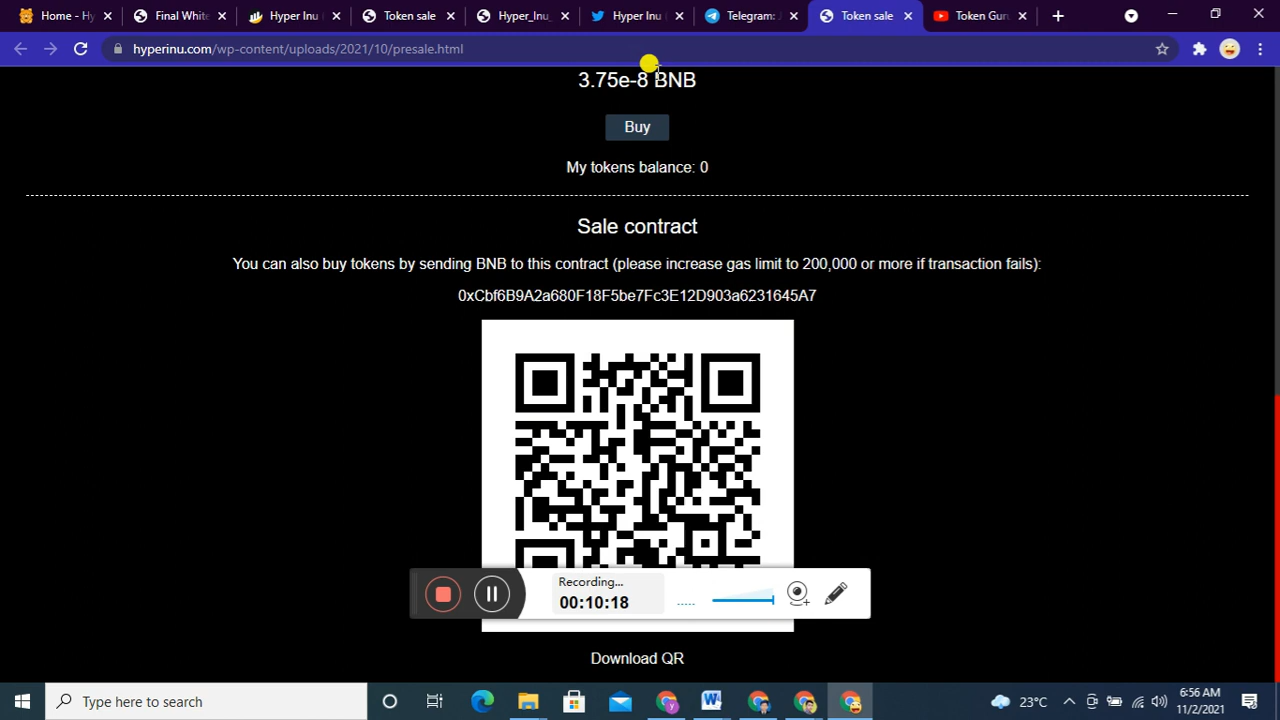 Home - Hy
Final White
Hyper Inu
Token sale
Hyper_Inu_
Hyper Inu (
Telegram:
Token sale
Token Guru
hyperinu.com/wp-content/uploads/2021/10/presale.html
3.75e-8 BNB
Buy
My tokens balance: 0
Sale contract
You can also buy tokens by sending BNB to this contract (please increase gas limit to 200,000 or more if transaction fails):
0xCbf6B9A2a680F18F5be7Fc3E12D903a6231645A7
Recording...
00:10:18
Download QR
Type here to search
23°C
6:56 AM
11/2/2021